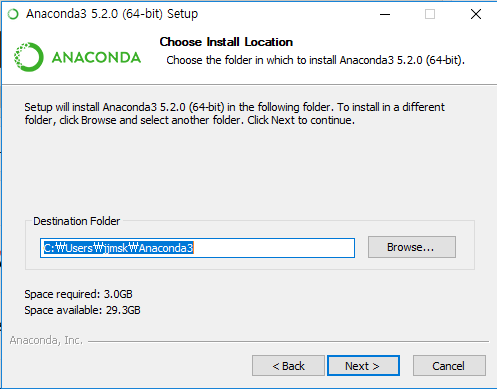 Anaconda3 5.2.0 (64-bit) Setup
ANACONDA
Choose Install Location
Choose the folder in which to install Anaconda3 5.2.0 (64-bit).
Setup will install Anaconda3 5.2.0 (64-bit) in the following folder. To install in a different
folder, click Browse and select another folder. Click Next to continue.
Destination Folder
C:₩Users₩jjmsk₩Anaconda3
Browse...
Space required: 3.0GB
Space available: 29.3GB
Anaconda, Inc.
< Back
Next >
Cancel